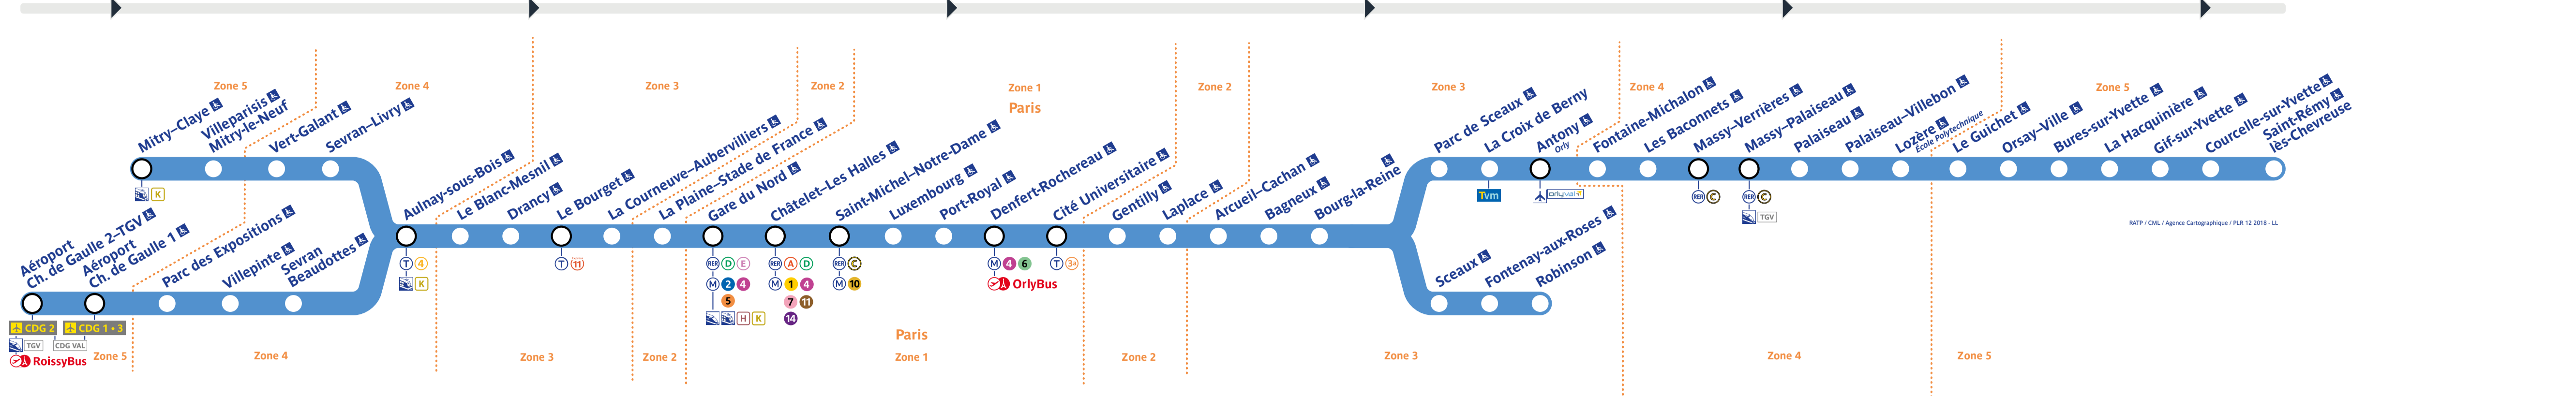 Zone 5
Zone 4
Zone 3
Zone 2
Zone 1
Paris
Zone 2
Zone 3
Zone 4
Zone 5
Mitry–Claye
Villeparisis
Mitry-le-Neuf
Vert-Galant
Sevran–Livry
Aéroport
Ch. de Gaulle 2–TGV
Aéroport
Ch. de Gaulle 1
Parc des Expositions
Villepinte
Sevran
Beaudottes
Aulnay-sous-Bois
Le Blanc-Mesnil
Drancy
Le Bourget
La Courneuve–Aubervilliers
La Plaine–Stade de France
Gare du Nord
Châtelet–Les Halles
Saint-Michel–Notre-Dame
Luxembourg
Port-Royal
Denfert-Rochereau
Cité Universitaire
Gentilly
Laplace
Arcueil–Cachan
Bagneux
Bourg-la-Reine
Parc de Sceaux
La Croix de Berny
Antony
Orly
Fontaine-Michalon
Les Baconnets
Massy–Verrières
Massy–Palaiseau
Palaiseau
Palaiseau–Villebon
Lozère
École Polytechnique
Le Guichet
Orsay–Ville
Bures-sur-Yvette
La Hacquinière
Gif-sur-Yvette
Courcelle-sur-Yvette
Saint-Rémy
lès-Chevreuse
Sceaux
Fontenay-aux-Roses
Robinson
K
CDG 2
TGV
RoissyBus
CDG 1 • 3
CDG VAL
T 4
K
T 11
RER D E
M 2 4
5
H K
RER A D
M 1 4
7 11
14
RER C
M 10
M 4 6
OrlyBus
T 3a
Tvm
orlyval
RER C
RER C
TGV
RATP / CML / Agence Cartographique / PLR 12 2018 - LL
Zone 5
Zone 4
Zone 3
Zone 2
Paris
Zone 1
Zone 2
Zone 3
Zone 4
Zone 5